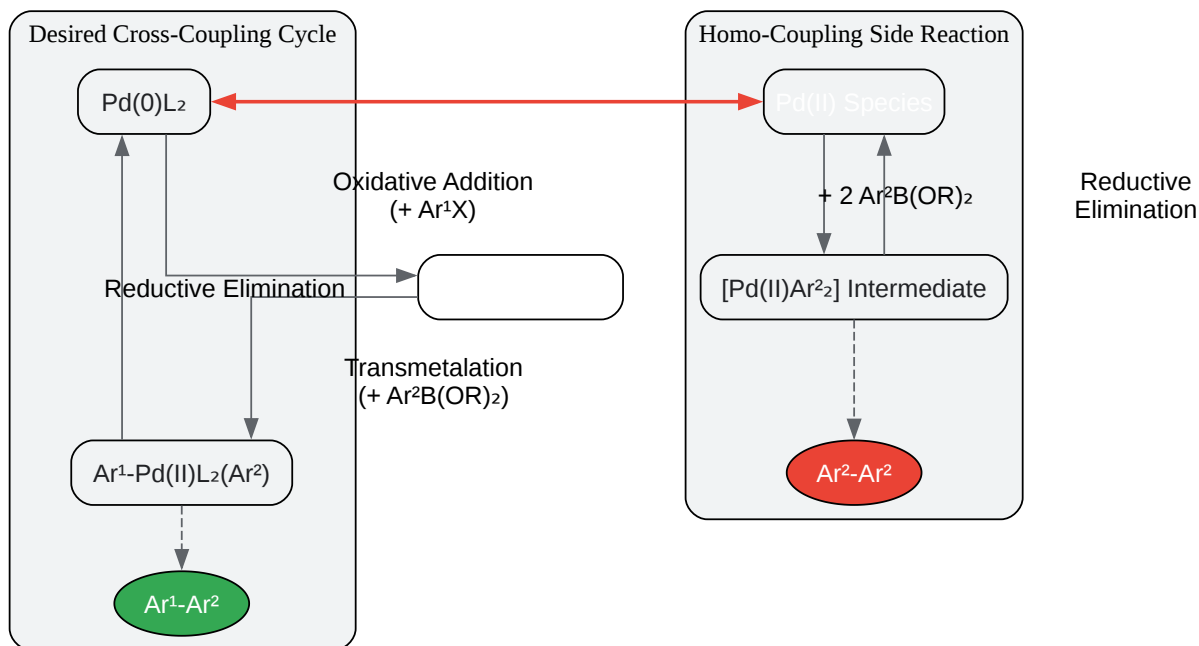 Desired Cross-Coupling Cycle
Homo-Coupling Side Reaction
Pd(0)L₂
Pd(II) Species
Oxidative Addition
(+ Ar¹X)
+ 2 Ar²B(OR)₂
Reductive
Elimination
Reductive Elimination
[Pd(II)Ar²₂] Intermediate
Transmetalation
(+ Ar²B(OR)₂)
Ar¹-Pd(II)L₂(Ar²)
Ar²-Ar²
Ar¹-Ar²